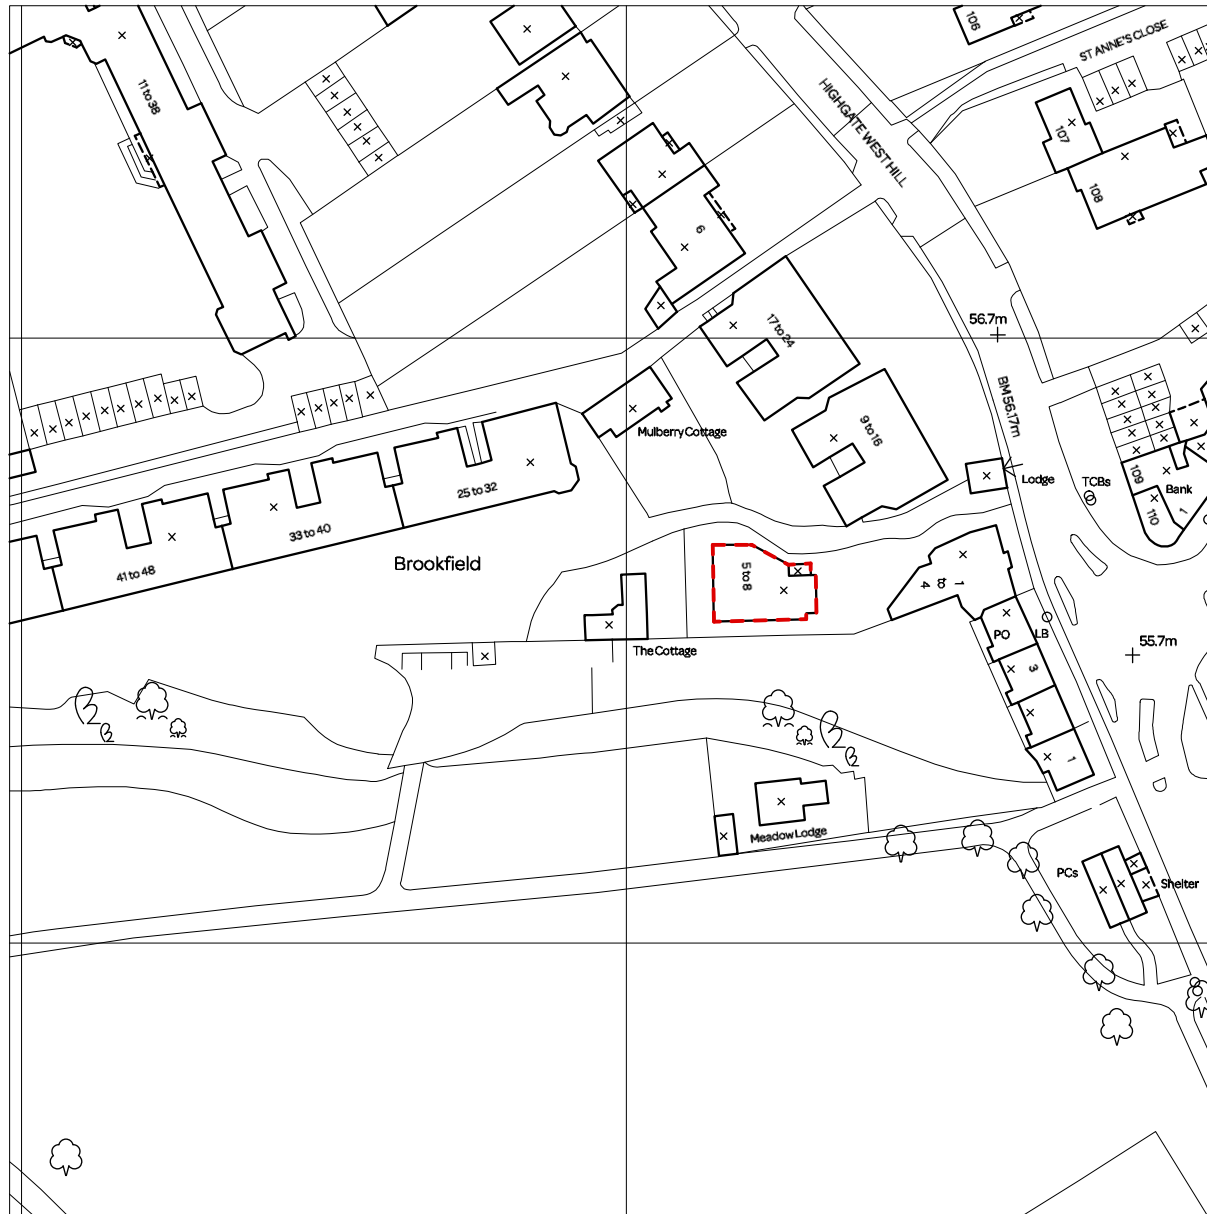 106
ST ANNE'S CLOSE
11 to 38
HIGHGATE WEST HILL
107
108
6
17 to 24
56.7m
BM 56.17m
Mulberry Cottage
9 to 16
109
Bank
Lodge
TCBs
25 to 32
110
1
33 to 40
Brookfield
41 to 48
5 to 8
1 to 4
PO
LB
The Cottage
55.7m
3
1
Meadow Lodge
PCs
Shelter